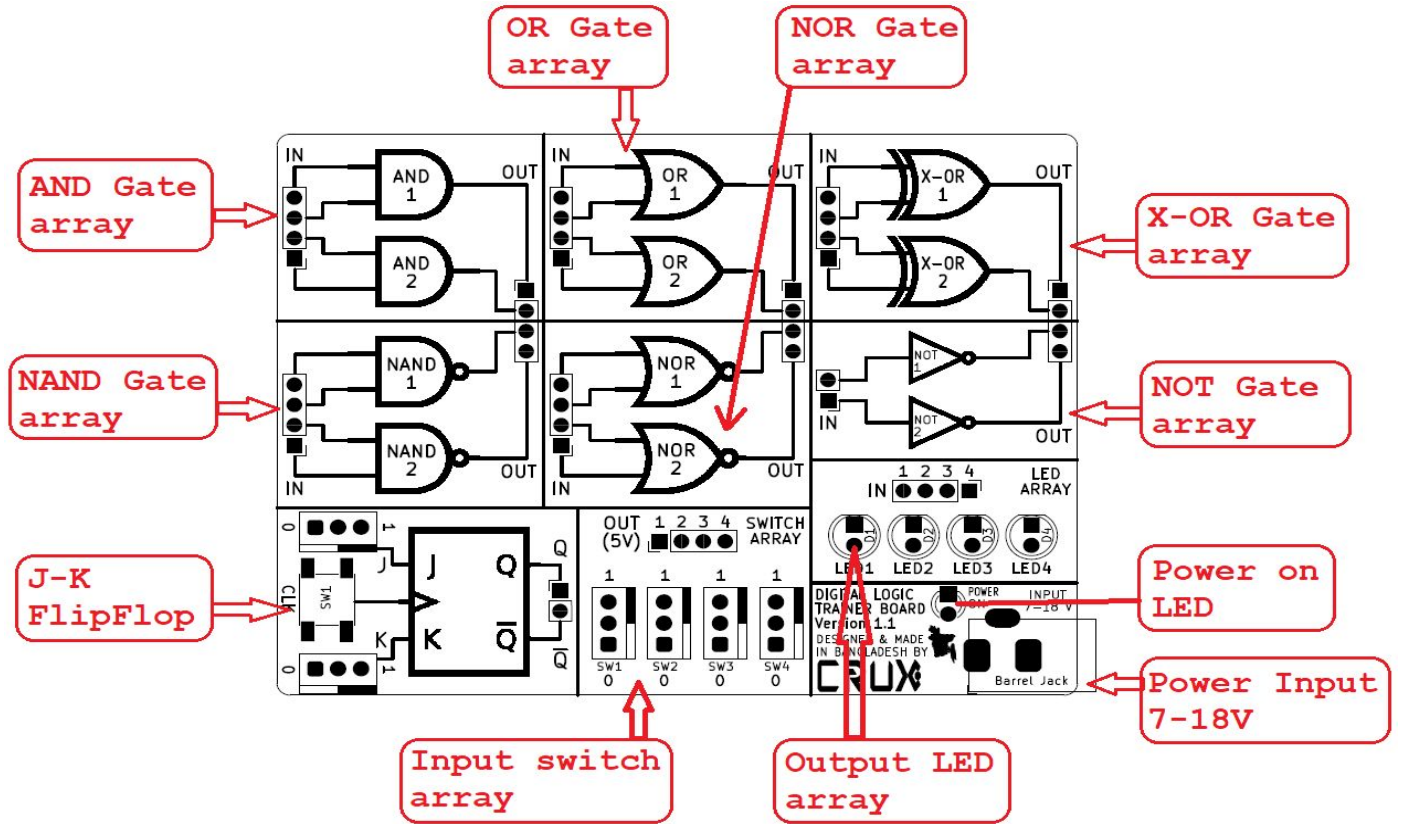 OR Gate
array
NOR Gate
array
AND Gate
array
IN
AND
1
OUT
AND
2
IN
OR
1
OUT
OR
2
IN
X-OR
1
OUT
X-OR
2
X-OR Gate
array
NAND Gate
array
NAND
1
NAND
2
IN
OUT
NOR
1
NOR
2
IN
OUT
NOT
1
NOT
2
IN
OUT
NOT Gate
array
1 2 3 4
IN
LED
ARRAY
D1
D2
D3
D4
LED1 LED2 LED3 LED4
J-K
FlipFlop
0
1
J
CLK
SW1
K
0
1
J
Q
K
Q
Q
Q
OUT 1 2 3 4 SWITCH
(5V) ARRAY
1 1 1 1
SW1 SW2 SW3 SW4
0 0 0 0
DIGITAL LOGIC
TRAINER BOARD
Version 1.1
DESIGNED & MADE
IN BANGLADESH BY
CRUX
POWER
ON
INPUT
7-18 V
Barrel Jack
Power on
LED
Power Input
7-18V
Input switch
array
Output LED
array